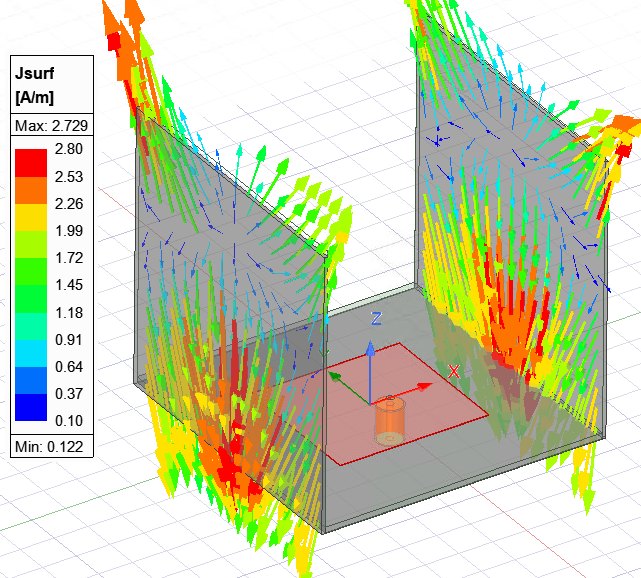 Jsurf
[A/m]
Max: 2.729
2.80
2.53
2.26
1.99
1.72
1.45
1.18
0.91
0.64
0.37
0.10
Min: 0.122
Z
X